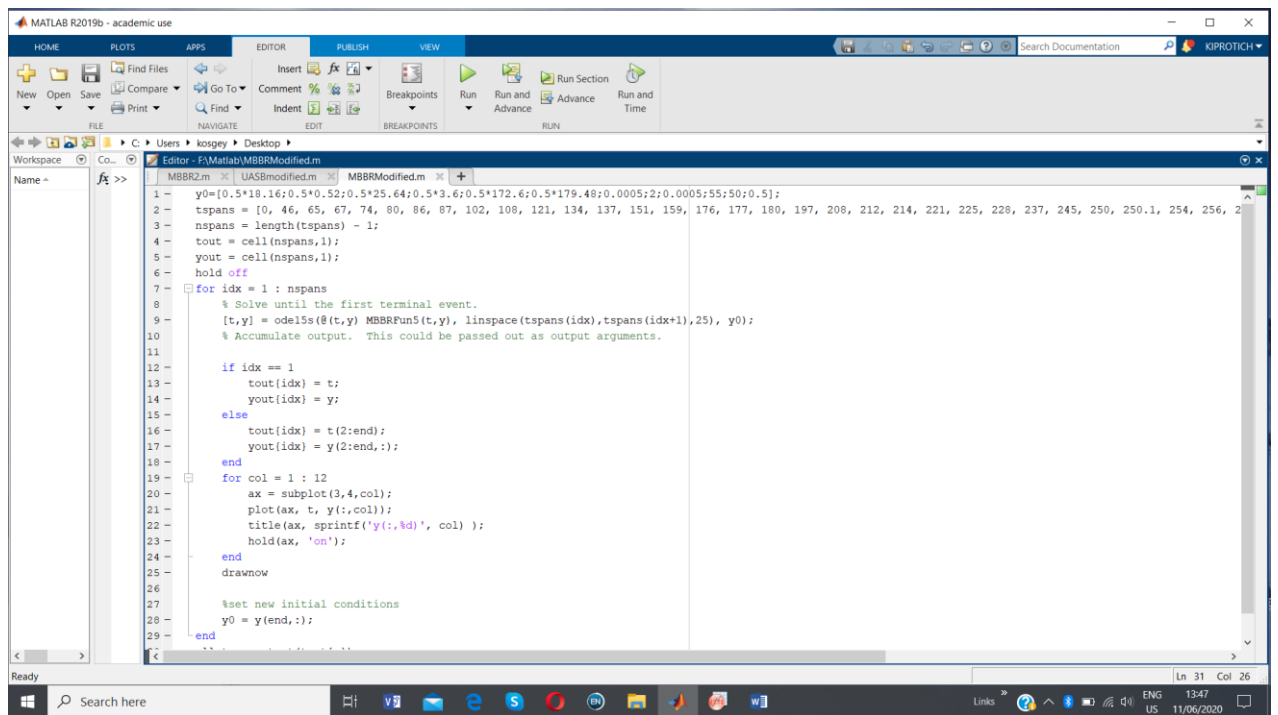 MATLAB R2019b - academic use
HOME PLOTS APPS EDITOR PUBLISH VIEW Search Documentation KIPROTICH
New Open Save Find Files Compare Print Go To Find Insert fx Comment % Indent Breakpoints Run Run and Advance Run Section Advance Run and Time
FILE NAVIGATE EDIT BREAKPOINTS RUN
C: Users kosgey Desktop
Workspace Co... Editor - F:\Matlab\MBBRModified.m
Name fx >> MBBR2.m UASBmodified.m MBBRModified.m +
1 - y0=[0.5*18.16;0.5*0.52;0.5*25.64;0.5*3.6;0.5*172.6;0.5*179.48;0.0005;2;0.0005;55;50;0.5];
2 - tspans = [0, 46, 65, 67, 74, 80, 86, 87, 102, 108, 121, 134, 137, 151, 159, 176, 177, 180, 197, 208, 212, 214, 221, 225, 228, 237, 245, 250, 250.1, 254, 256, 2
3 - nspans = length(tspans) - 1;
4 - tout = cell(nspans,1);
5 - yout = cell(nspans,1);
6 - hold off
7 - for idx = 1 : nspans
8 % Solve until the first terminal event.
9 - [t,y] = ode15s(@(t,y) MBBRFun5(t,y), linspace(tspans(idx),tspans(idx+1),25), y0);
10 % Accumulate output. This could be passed out as output arguments.
11
12 - if idx == 1
13 - tout{idx} = t;
14 - yout{idx} = y;
15 - else
16 - tout{idx} = t(2:end);
17 - yout{idx} = y(2:end,:);
18 - end
19 - for col = 1 : 12
20 - ax = subplot(3,4,col);
21 - plot(ax, t, y(:,col));
22 - title(ax, sprintf('y(:,%d)', col) );
23 - hold(ax, 'on');
24 - end
25 - drawnow
26
27 %set new initial conditions
28 - y0 = y(end,:);
29 - end
Ready Ln 31 Col 26
Search here Links ENG 13:47
US 11/06/2020